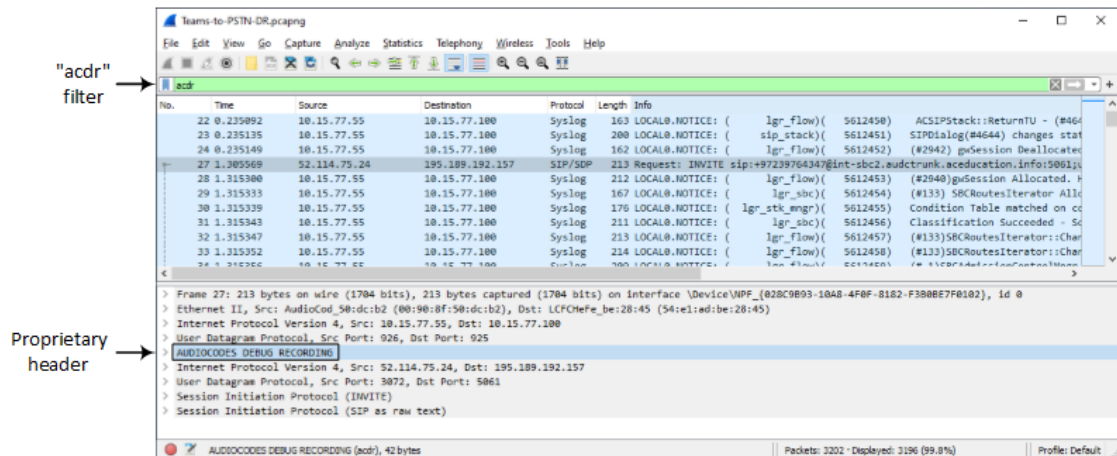 Teams-to-PSTN-DR.pcapng
File Edit View Go Capture Analyze Statistics Telephony Wireless Tools Help
"acdr"
filter
acdr
No. Time Source Destination Protocol Length Info
22 0.235092 10.15.77.55 10.15.77.100 Syslog 163 LOCAL0.NOTICE: ( lgr_flow)( 5612450) ACSIPStack::ReturnTU - (#464
23 0.235135 10.15.77.55 10.15.77.100 Syslog 200 LOCAL0.NOTICE: ( sip_stack)( 5612451) SIPDialog(#4644) changes stat
24 0.235149 10.15.77.55 10.15.77.100 Syslog 162 LOCAL0.NOTICE: ( lgr_flow)( 5612452) (#2942) gwSession Deallocated
27 1.305569 52.114.75.24 195.189.192.157 SIP/SDP 213 Request: INVITE sip:+97239764347@int-sbc2.audctrunk.aceducation.info:5061;u
28 1.315300 10.15.77.55 10.15.77.100 Syslog 212 LOCAL0.NOTICE: ( lgr_flow)( 5612453) (#2940)gwSession Allocated. H
29 1.315333 10.15.77.55 10.15.77.100 Syslog 167 LOCAL0.NOTICE: ( lgr_sbc)( 5612454) (#133) SBCRoutesIterator Allo
30 1.315339 10.15.77.55 10.15.77.100 Syslog 176 LOCAL0.NOTICE: ( lgr_stk_mngr)( 5612455) Condition Table matched on co
31 1.315343 10.15.77.55 10.15.77.100 Syslog 211 LOCAL0.NOTICE: ( lgr_sbc)( 5612456) Classification Succeeded - So
32 1.315347 10.15.77.55 10.15.77.100 Syslog 213 LOCAL0.NOTICE: ( lgr_flow)( 5612457) (#133)SBCRoutesIterator::Chan
33 1.315352 10.15.77.55 10.15.77.100 Syslog 214 LOCAL0.NOTICE: ( lgr_flow)( 5612458) (#133)SBCRoutesIterator::Chan
Frame 27: 213 bytes on wire (1704 bits), 213 bytes captured (1704 bits) on interface \Device\NPF_{028C9B93-10A8-4F0F-8182-F3B0BE7F0102}, id 0
Ethernet II, Src: AudioCod_50:dc:b2 (00:90:8f:50:dc:b2), Dst: LCFCHeFe_be:28:45 (54:e1:ad:be:28:45)
Internet Protocol Version 4, Src: 10.15.77.55, Dst: 10.15.77.100
User Datagram Protocol, Src Port: 926, Dst Port: 925
Proprietary
header
AUDIOCODES DEBUG RECORDING
Internet Protocol Version 4, Src: 52.114.75.24, Dst: 195.189.192.157
User Datagram Protocol, Src Port: 3072, Dst Port: 5061
Session Initiation Protocol (INVITE)
Session Initiation Protocol (SIP as raw text)
AUDIOCODES DEBUG RECORDING (acdr), 42 bytes
Packets: 3202 · Displayed: 3196 (99.8%)
Profile: Default